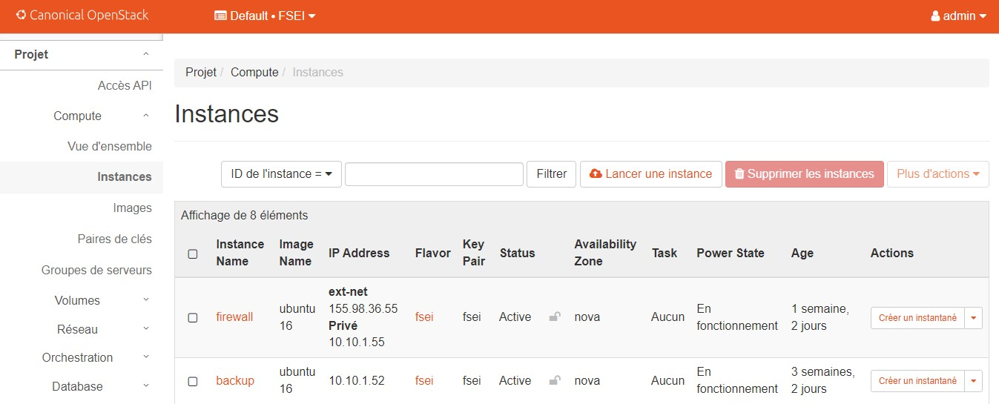 Canonical OpenStack
Default • FSEI
admin
Projet
Accès API
Compute
Vue d'ensemble
Instances
Images
Paires de clés
Groupes de serveurs
Volumes
Réseau
Orchestration
Database
Projet / Compute / Instances
Instances
ID de l'instance =
Filtrer
Lancer une instance
Supprimer les instances
Plus d'actions
Affichage de 8 éléments
Instance Name
Image Name
IP Address
Flavor
Key Pair
Status
Availability Zone
Task
Power State
Age
Actions
firewall
ubuntu 16
ext-net
155.98.36.55
Privé
10.10.1.55
fsei
fsei
Active
nova
Aucun
En fonctionnement
1 semaine, 2 jours
Créer un instantané
backup
ubuntu 16
10.10.1.52
fsei
fsei
Active
nova
Aucun
En fonctionnement
3 semaines, 2 jours
Créer un instantané